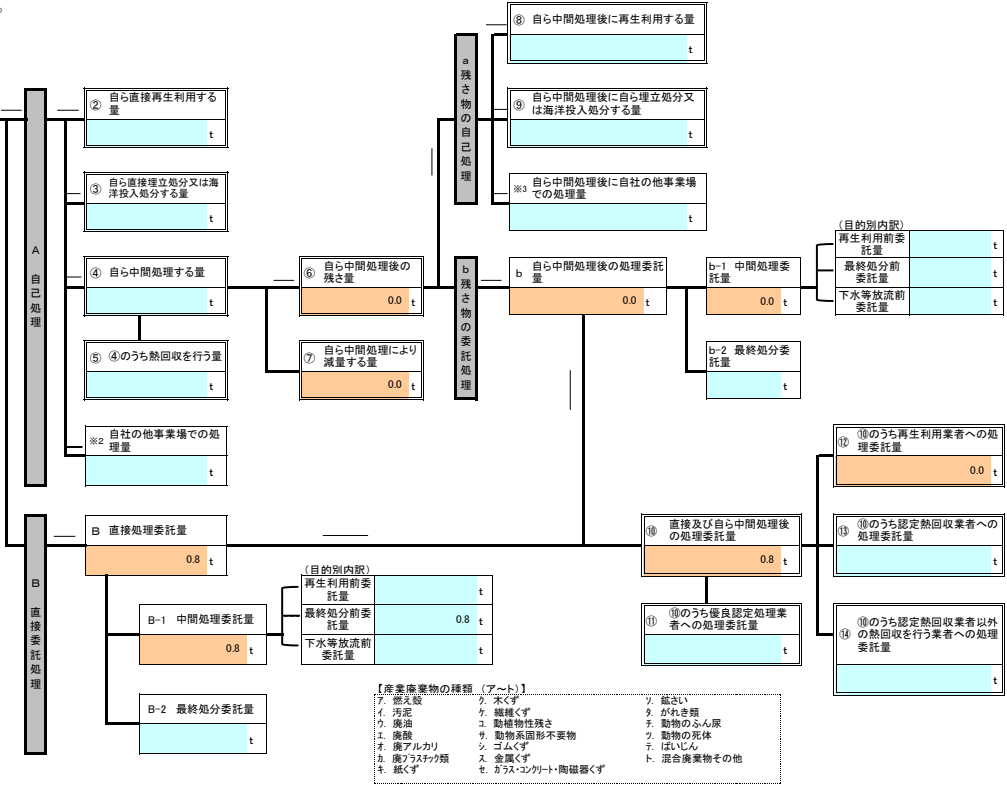 ⑧ 自ら中間処理後に再生利用する量
t
a 残さ物の自己処理
② 自ら直接再生利用する
量
t
⑨ 自ら中間処理後に自ら埋立処分又
は海洋投入処分する量
t
③ 自ら直接埋立処分又は海
洋投入処分する量
t
※3 自ら中間処理後に自社の他事業場
での処理量
t
A 自己処理
④ 自ら中間処理する量
t
⑥ 自ら中間処理後の
残さ量
0.0 t
b 残さ物の委託処理
b 自ら中間処理後の処理委託
量
0.0 t
b-1 中間処理委
託量
0.0 t
(目的別内訳)
再生利用前委
託量
t
最終処分前
委託量
t
下水等放流前
委託量
t
⑤ ④のうち熱回収を行う量
t
⑦ 自ら中間処理により
減量する量
0.0 t
b-2 最終処分委
託量
t
※2 自社の他事業場での処
理量
t
⑫ ⑩のうち再生利用業者への処
理委託量
0.0 t
B 直接委託処理
B 直接処理委託量
0.8 t
⑩ 直接及び自ら中間処理後
の処理委託量
0.8 t
⑬ ⑩のうち認定熱回収業者への
処理委託量
t
(目的別内訳)
再生利用前委
託量
t
最終処分前委
託量
0.8 t
下水等放流前
委託量
t
B-1 中間処理委託量
0.8 t
⑪ ⑩のうち優良認定処理業
者への処理委託量
t
⑭ ⑩のうち認定熱回収業者以外
の熱回収を行う業者への処理
委託量
t
B-2 最終処分委託量
t
【産業廃棄物の種類 (ア～ト)】
ア. 燃え殻 ク. 木くず ソ. 鉱さい
イ. 汚泥 ケ. 繊維くず タ. がれき類
ウ. 廃油 コ. 動植物性残さ チ. 動物のふん尿
エ. 廃酸 サ. 動物系固形不要物 ツ. 動物の死体
オ. 廃アルカリ シ. ゴムくず テ. ばいじん
カ. 廃プラスチック類 ス. 金属くず ト. 混合廃棄物その他
キ. 紙くず セ. ガラス・コンクリート・陶磁器くず